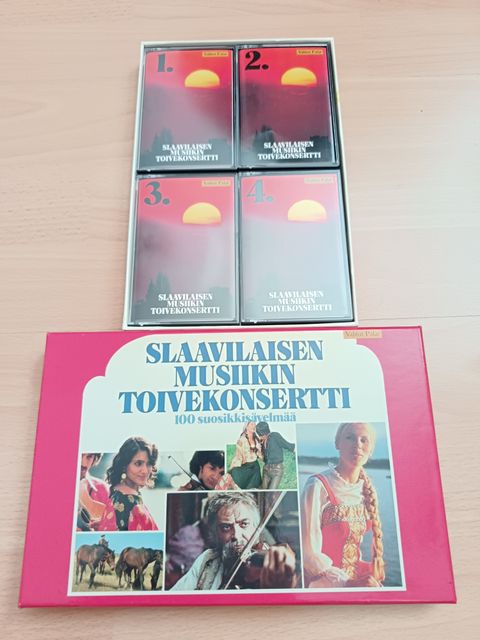 1.
Valitut Palat
SLAAVILAISEN
MUSIIKIN
TOIVEKONSERTTI
2.
Valitut Palat
SLAAVILAISEN
MUSIIKIN
TOIVEKONSERTTI
3.
Valitut Palat
SLAAVILAISEN
MUSIIKIN
TOIVEKONSERTTI
4.
Valitut Palat
SLAAVILAISEN
MUSIIKIN
TOIVEKONSERTTI
Valitut Palat
SLAAVILAISEN
MUSIIKIN
TOIVEKONSERTTI
100 suosikkisävelmää